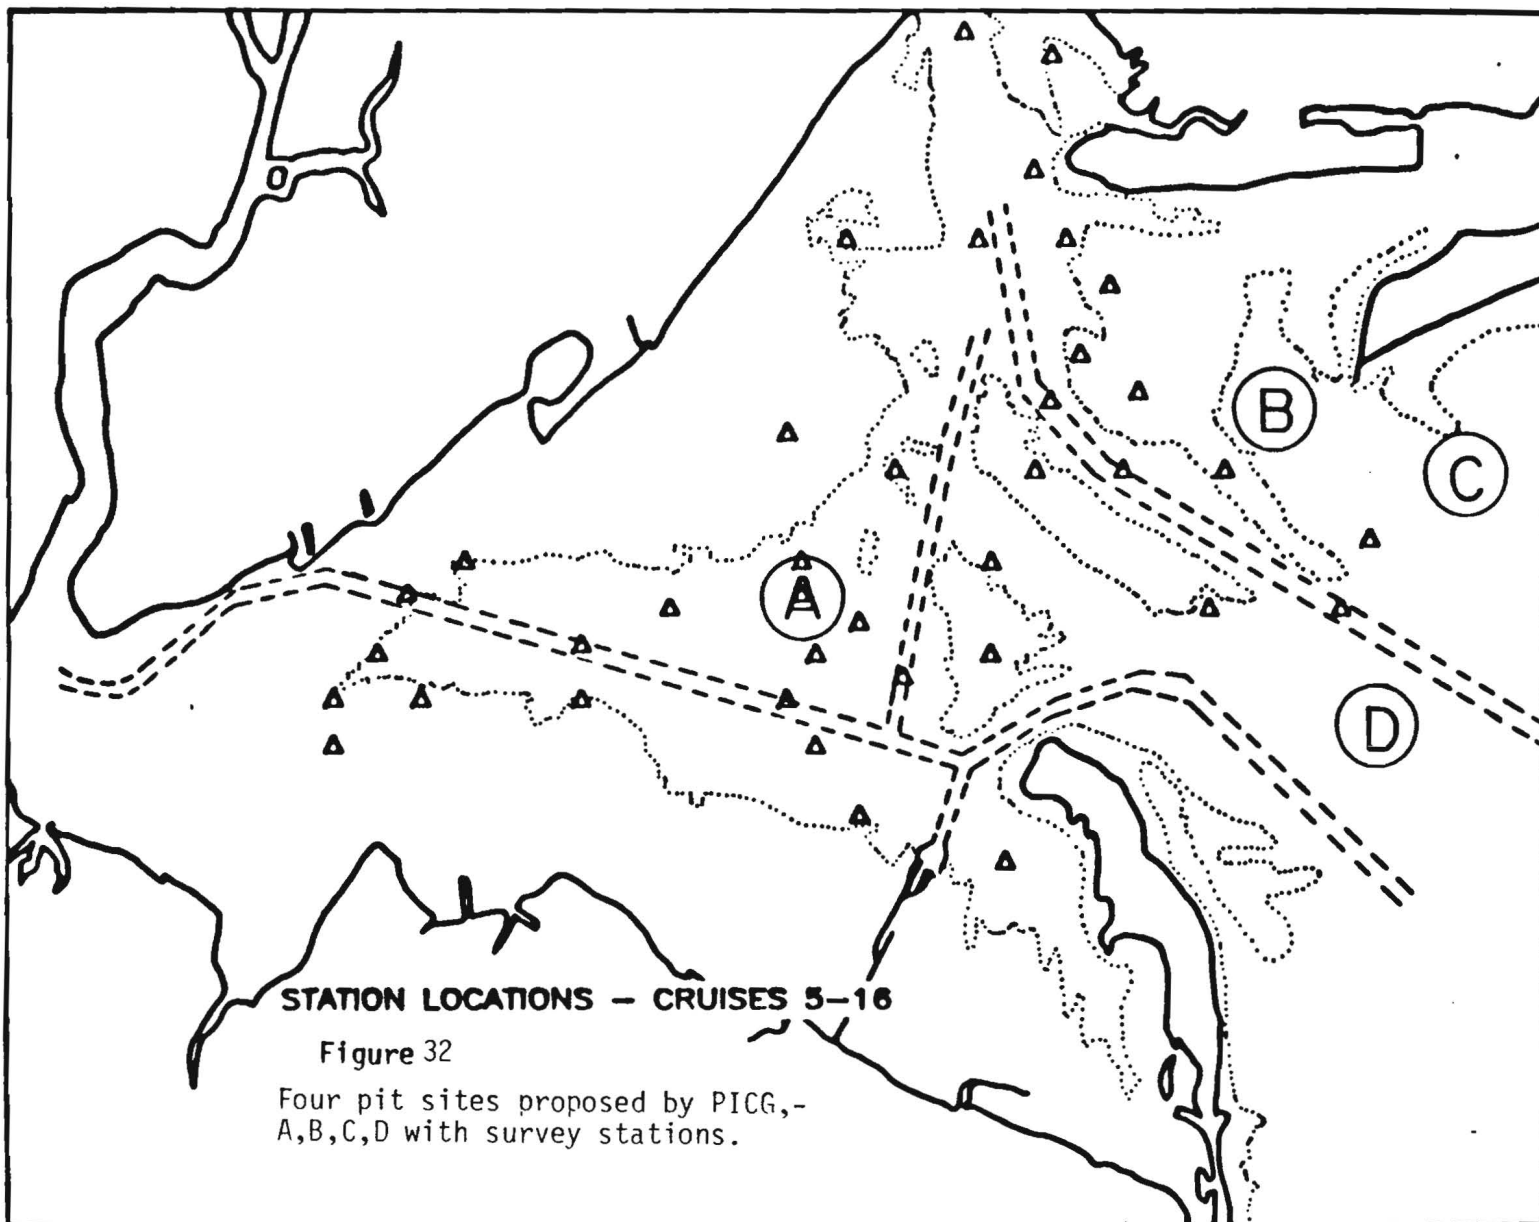 B
C
A
D
STATION LOCATIONS – CRUISES 5–16
Figure 32
Four pit sites proposed by PICG,-
A,B,C,D with survey stations.